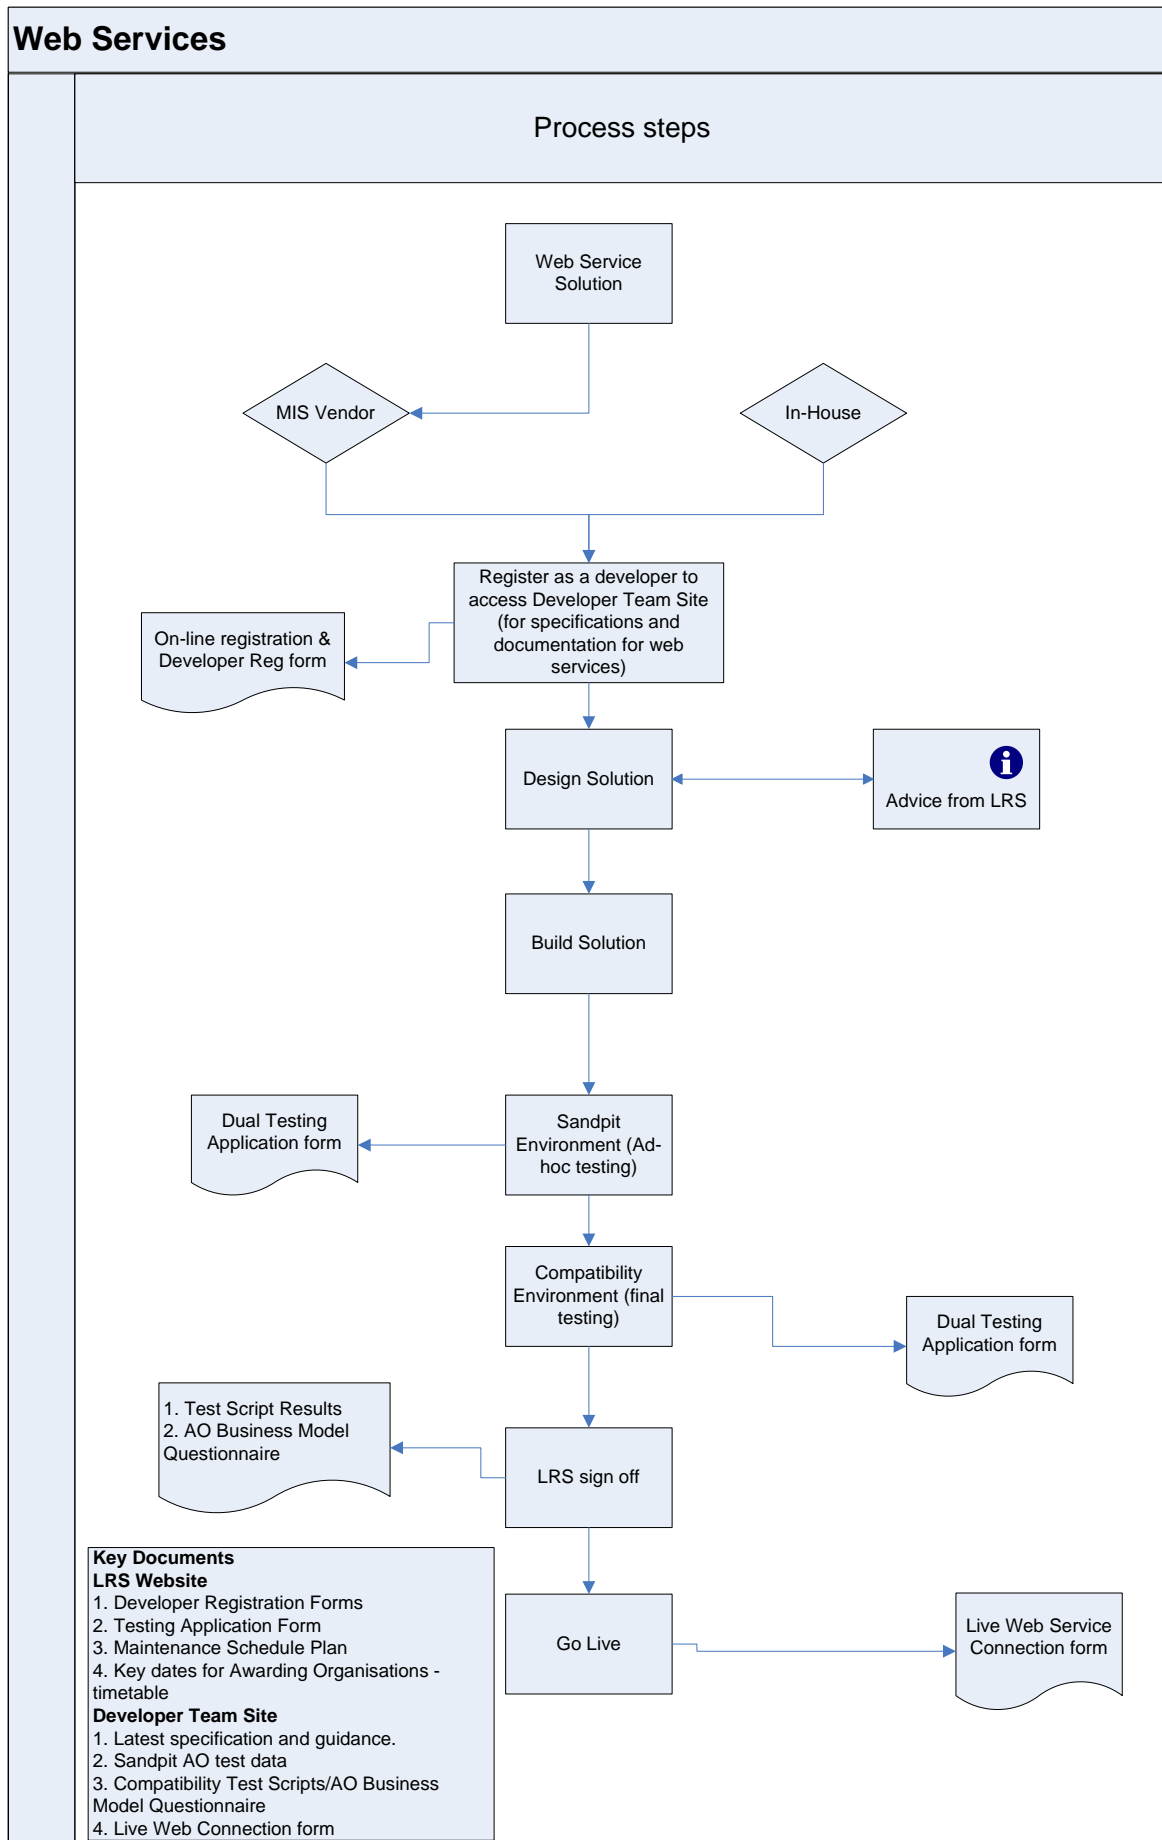 Web Services
Process steps
Web Service
Solution
MIS Vendor
In-House
Register as a developer to
access Developer Team Site
(for specifications and
documentation for web
services)
On-line registration &
Developer Reg form
Design Solution
Advice from LRS
Build Solution
Dual Testing
Application form
Sandpit
Environment (Ad-
hoc testing)
Compatibility
Environment (final
testing)
Dual Testing
Application form
1. Test Script Results
2. AO Business Model
Questionnaire
LRS sign off
Go Live
Live Web Service
Connection form
Key Documents
LRS Website
1. Developer Registration Forms
2. Testing Application Form
3. Maintenance Schedule Plan
4. Key dates for Awarding Organisations -
timetable
Developer Team Site
1. Latest specification and guidance.
2. Sandpit AO test data
3. Compatibility Test Scripts/AO Business
Model Questionnaire
4. Live Web Connection form